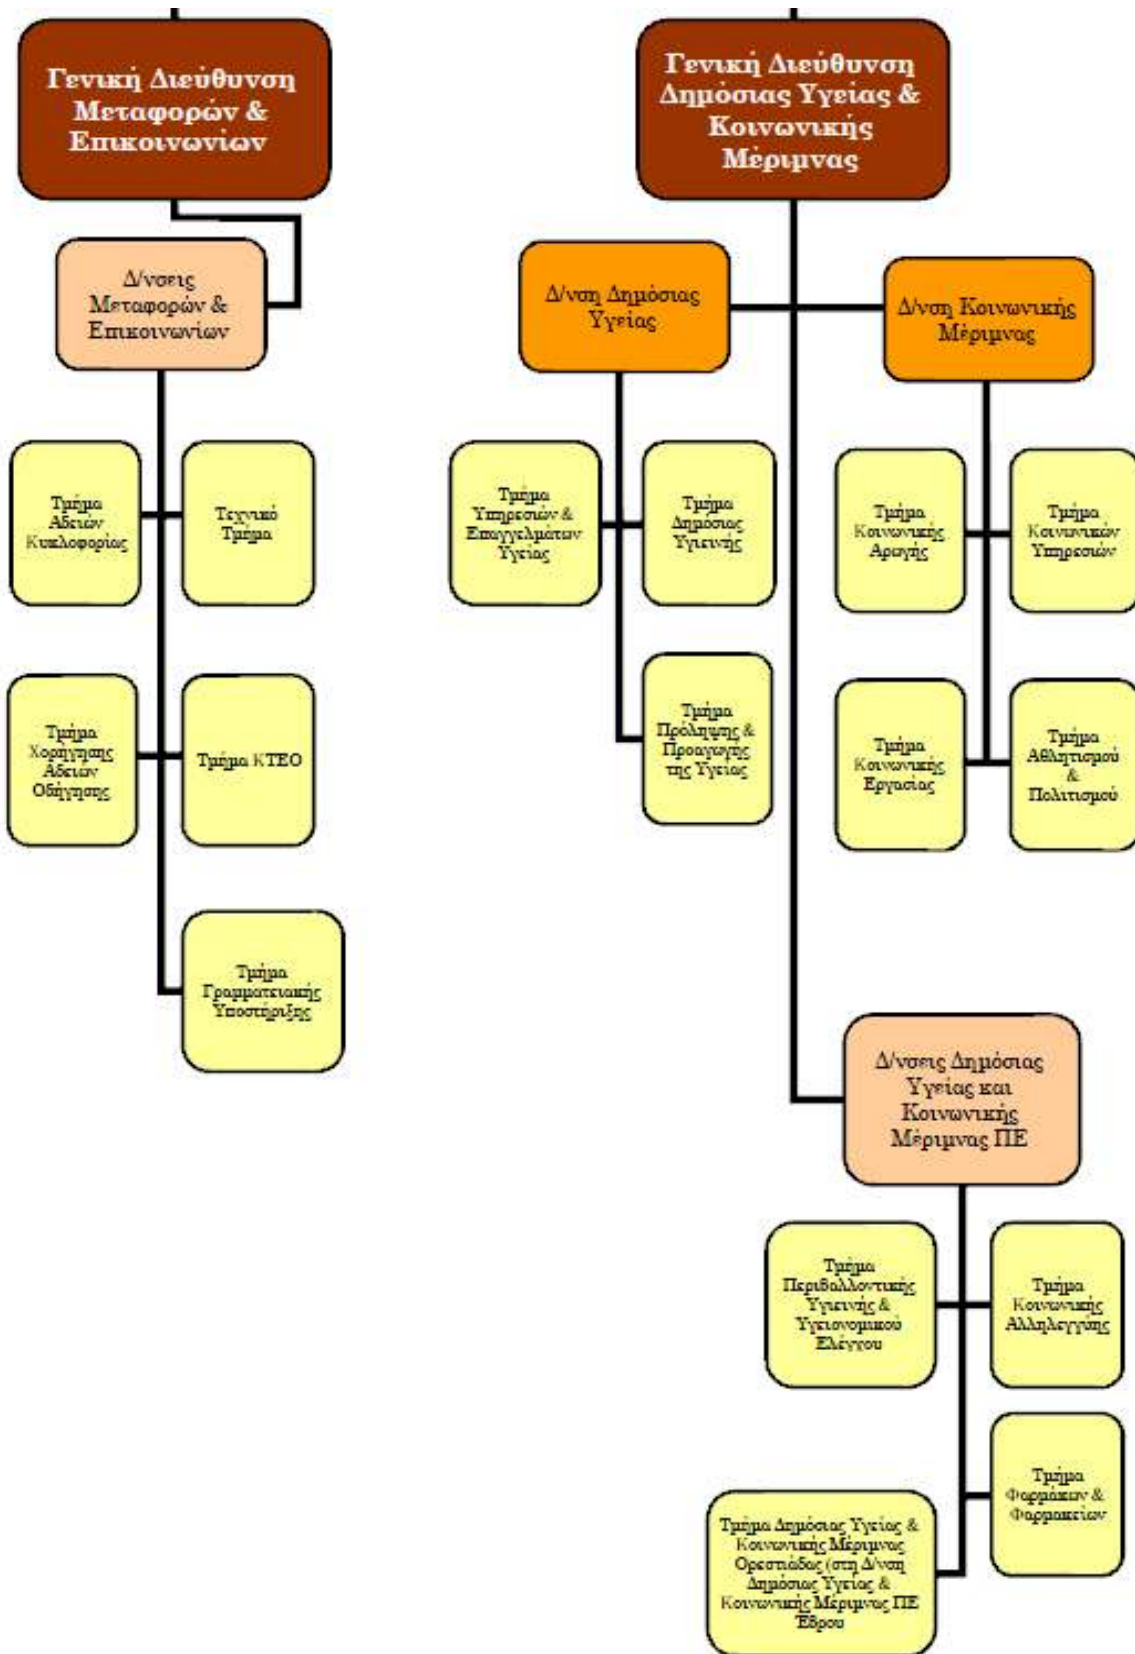 Γενική Διεύθυνση
Μεταφορών &
Επικοινωνίων
Δ/νσεις
Μεταφορών &
Επικοινωνίων
Τμήμα
Αδειών
Κυκλοφορίας
Τεχνικό
Τμήμα
Τμήμα
Χορήγησης
Αδειών
Οδήγησης
Τμήμα ΚΤΕΟ
Τμήμα
Γραμματειακής
Υποστήριξης
Γενική Διεύθυνση
Δημόσιας Υγείας &
Κοινωνικής
Μέριμνας
Δ/νση Δημόσιας
Υγείας
Τμήμα
Υπηρεσιών &
Επαγγελμάτων
Υγείας
Τμήμα
Δημόσιας
Υγιεινής
Τμήμα
Πρόληψης &
Προαγωγής
της Υγείας
Δ/νση Κοινωνικής
Μέριμνας
Τμήμα
Κοινωνικής
Αρωγής
Τμήμα
Κοινωνικών
Υπηρεσιών
Τμήμα
Κοινωνικής
Εργασίας
Τμήμα
Αθλητισμού
&
Πολιτισμού
Δ/νσεις Δημόσιας
Υγείας και
Κοινωνικής
Μέριμνας ΠΕ
Τμήμα
Περιβαλλοντικής
Υγιεινής &
Υγειονομικού
Ελέγχου
Τμήμα
Κοινωνικής
Αλληλεγγύης
Τμήμα
Φαρμάκων &
Φαρμακείων
Τμήμα Δημόσιας Υγείας &
Κοινωνικής Μέριμνας
Ορεστιάδας (στη Δ/νση
Δημόσιας Υγείας &
Κοινωνικής Μέριμνας ΠΕ
Έβρου